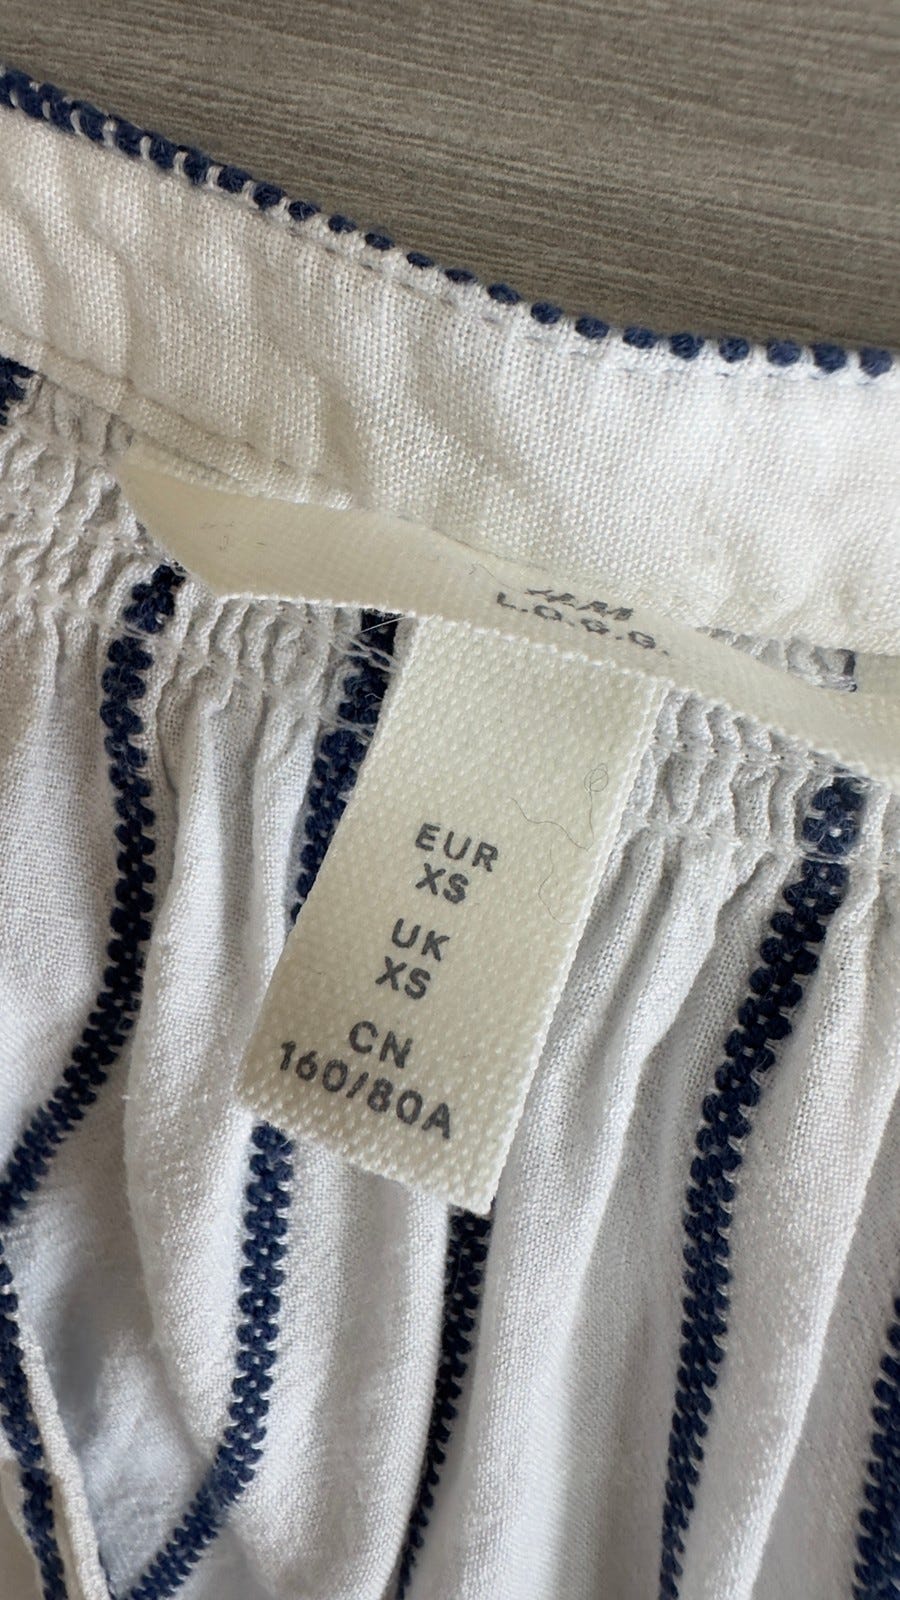 H&M
L.O.G.G.
EUR
XS
UK
XS
CN
160/80A